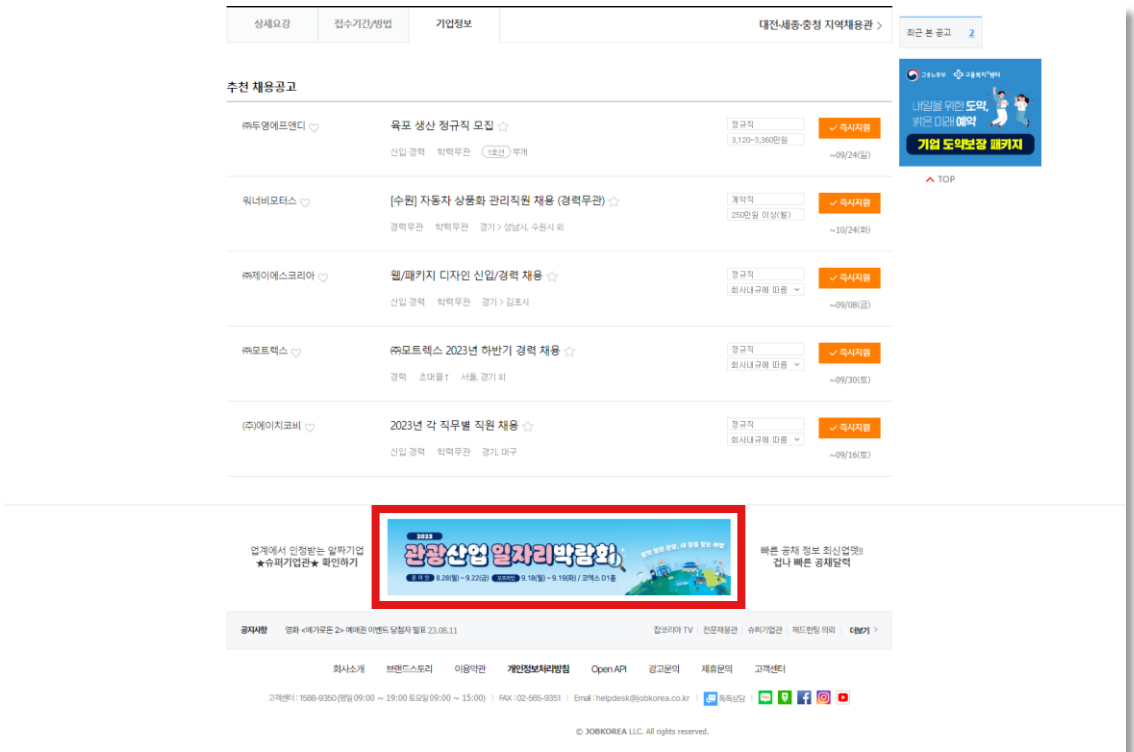 상세요강 접수기간/방법 기업정보 대전·세종·충청 지역채용관 >
최근 본 공고 2
고용노동부 고용복지+센터
내일을 위한 도약,
밝은 미래 예약
기업 도약보장 패키지
TOP
추천 채용공고
㈜두영에프앤디 육포 생산 정규직 모집 정규직 즉시지원
신입·경력 학력무관 1호선 부개 3,120~3,360만원 ~09/24(일)
워너비모터스 [수원] 자동차 상품화 관리직원 채용 (경력무관) 계약직 즉시지원
경력무관 학력무관 경기 > 성남시, 수원시 외 250만원 이상(월) ~10/24(화)
㈜제이에스코리아 웹/패키지 디자인 신입/경력 채용 정규직 즉시지원
신입·경력 학력무관 경기 > 김포시 회사내규에 따름 ~09/08(금)
㈜모트렉스 ㈜모트렉스 2023년 하반기 경력 채용 정규직 즉시지원
경력 초대졸↑ 서울, 경기 외 회사내규에 따름 ~09/30(토)
(주)에이치코비 2023년 각 직무별 직원 채용 정규직 즉시지원
신입·경력 학력무관 경기, 대구 회사내규에 따름 ~09/16(토)
업계에서 인정받는 알짜기업
★슈퍼기업관★ 확인하기
2023
관광산업 일자리박람회
온라인 8.28(월) ~ 9.22(금) 오프라인 9.18(월) ~ 9.19(화) / 코엑스 D1홀
빠른 공채 정보 최신업뎃!!
겁나 빠른 공채달력
공지사항 영화 <메가로돈 2> 예매권 이벤트 당첨자 발표 23.08.11 잡코리아 TV 전문채용관 슈퍼기업관 헤드헌팅 의뢰 더보기 >
회사소개 브랜드스토리 이용약관 개인정보처리방침 Open API 광고문의 제휴문의 고객센터
고객센터 : 1588-9350 (평일 09:00 ~ 19:00 토요일 09:00 ~ 15:00) FAX : 02-565-9351 Email : helpdesk@jobkorea.co.kr 톡톡상담
© JOBKOREA LLC. All rights reserved.